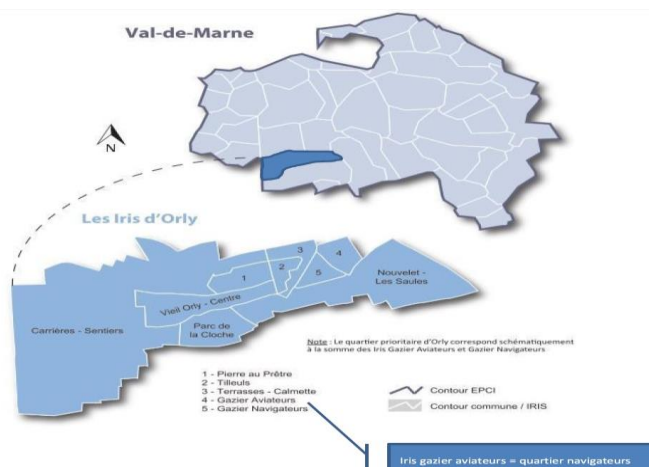 Val-de-Marne
N
Les Iris d'Orly
3
4
1
2
5
Nouvelet -
Les Saules
Vieil Orly - Centre
Carrières - Sentiers
Parc de
la Cloche
Note : Le quartier prioritaire d'Orly correspond schématiquement
à la somme des Iris Gazier Aviateurs et Gazier Navigateurs
1 - Pierre au Prêtre
2 - Tilleuls
3 - Terrasses - Calmette
4 - Gazier Aviateurs
5 - Gazier Navigateurs
Contour EPCI
Contour commune / IRIS
Iris gazier aviateurs = quartier navigateurs